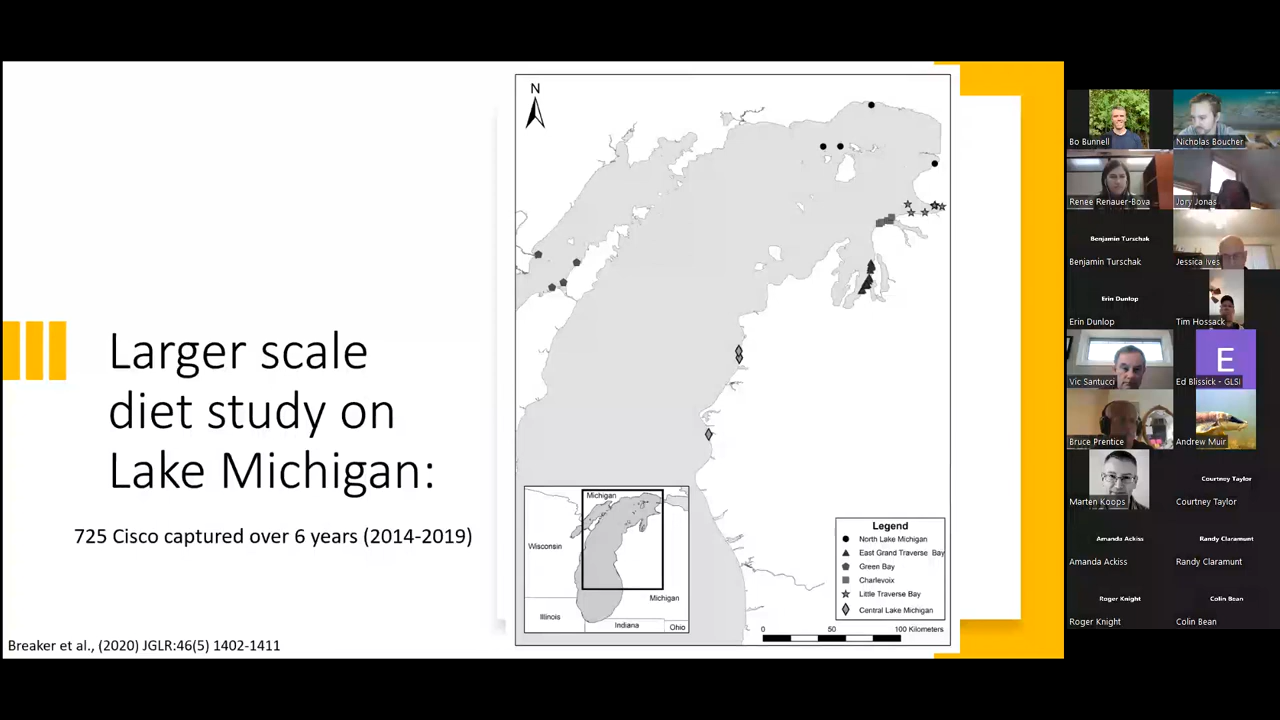 Larger scale
diet study on
Lake Michigan:
725 Cisco captured over 6 years (2014-2019)
Breaker et al., (2020) JGLR:46(5) 1402-1411
N
Michigan
Wisconsin
Michigan
Illinois
Indiana
Ohio
Legend
North Lake Michigan
East Grand Traverse Bay
Green Bay
Charlevoix
Little Traverse Bay
Central Lake Michigan
0 50 100 Kilometers
Bo Bunnell
Nicholas Boucher
Renee Renauer-Bova
Jory Jonas
Benjamin Turschak
Benjamin Turschak
Jessica Ives
Erin Dunlop
Erin Dunlop
Tim Hossack
Vic Santucci
E
Ed Blissick - GLSI
Bruce Prentice
Andrew Muir
Marten Koops
Courtney Taylor
Courtney Taylor
Amanda Ackiss
Randy Claramunt
Amanda Ackiss
Randy Claramunt
Roger Knight
Colin Bean
Roger Knight
Colin Bean